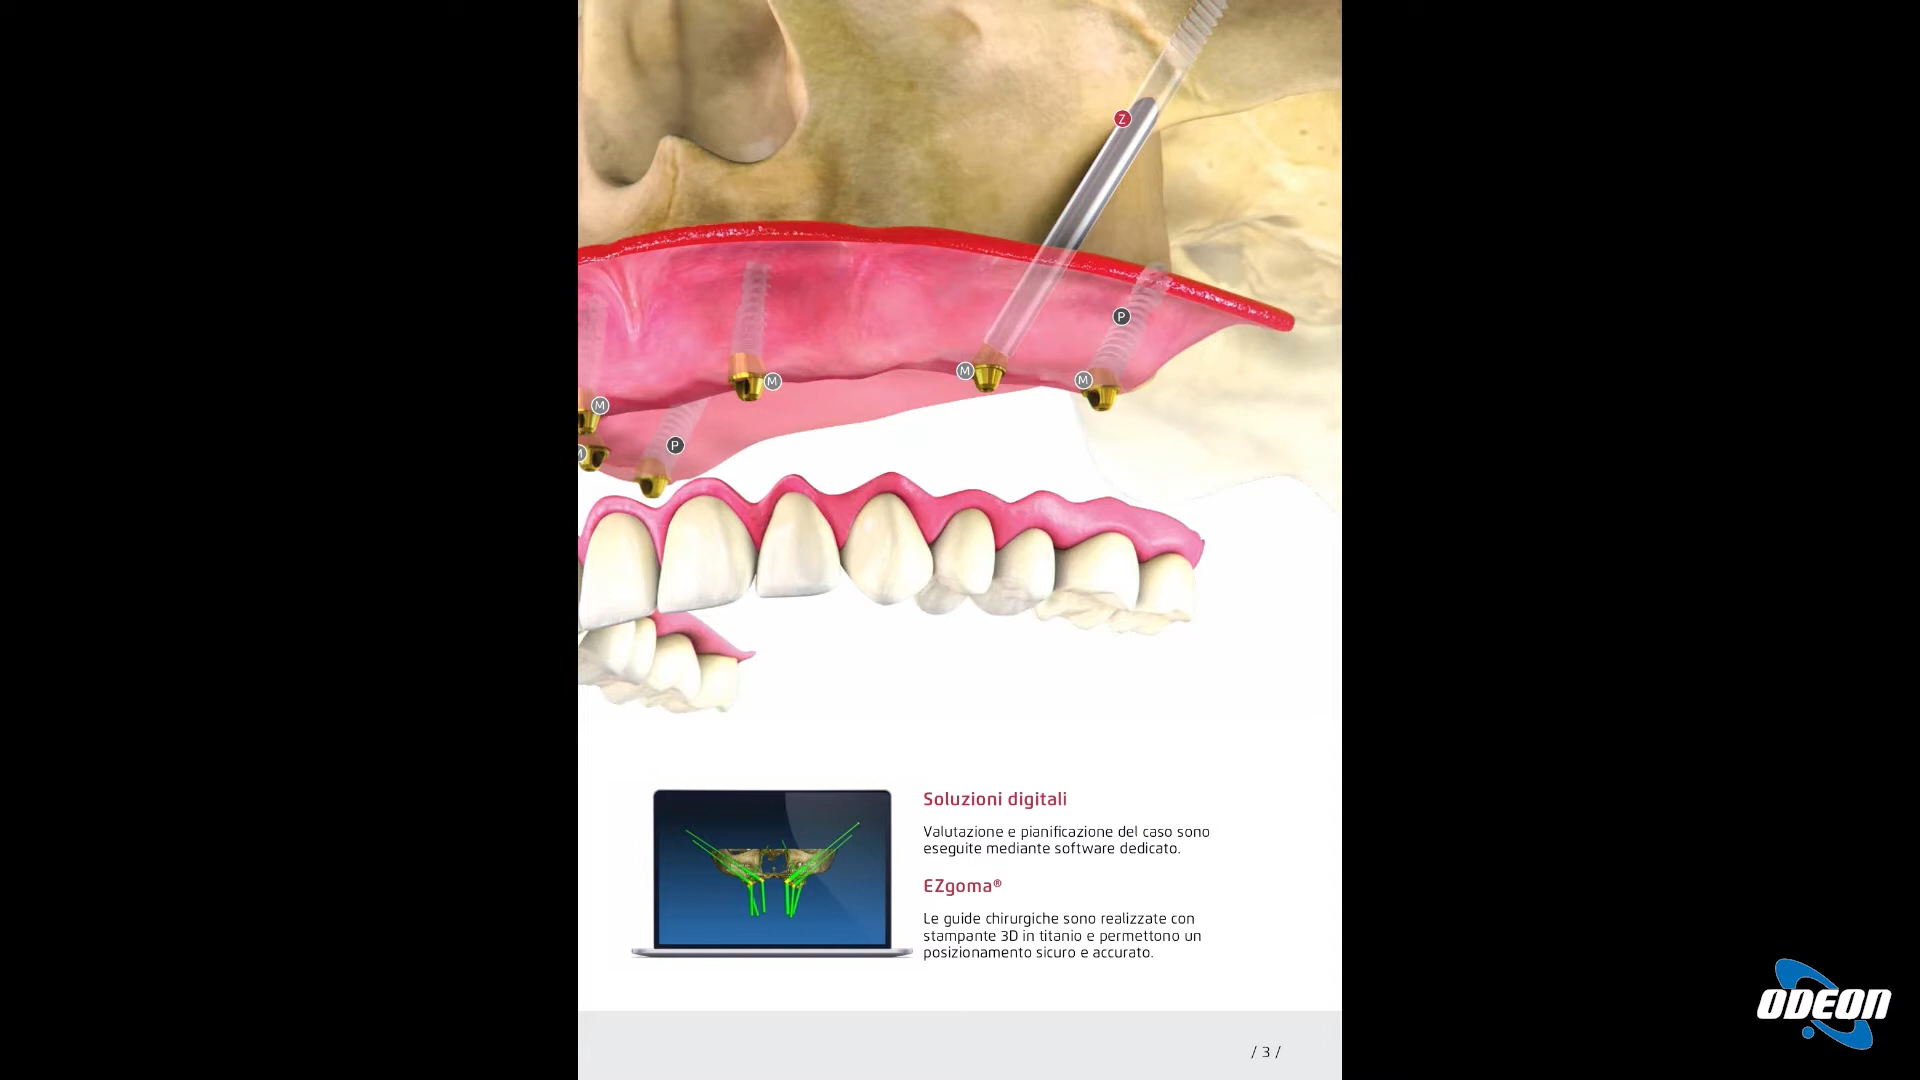 Z
P
M
M
M
M
P
M
Soluzioni digitali
Valutazione e pianificazione del caso sono
eseguite mediante software dedicato.
EZgoma®
Le guide chirurgiche sono realizzate con
stampante 3D in titanio e permettono un
posizionamento sicuro e accurato.
/ 3 /
ODEON